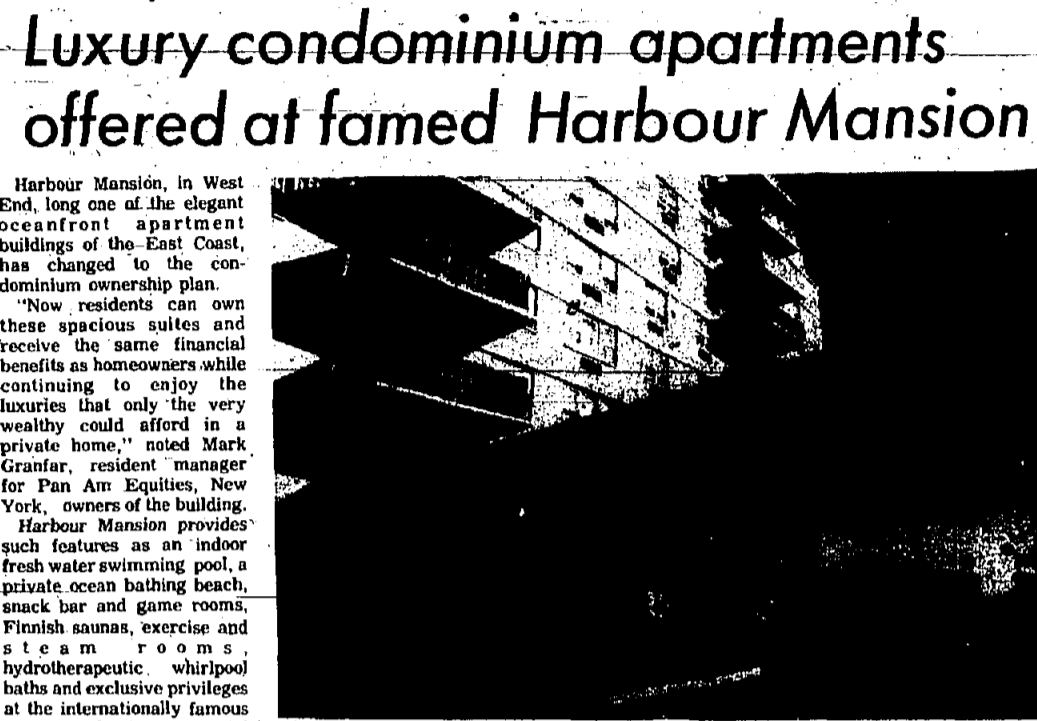 Luxury condominium apartments
offered at famed Harbour Mansion
Harbour Mansion, in West
End, long one of the elegant
oceanfront apartment
buildings of the East Coast,
has changed to the con-
dominium ownership plan.
"Now residents can own
these spacious suites and
receive the same financial
benefits as homeowners while
continuing to enjoy the
luxuries that only the very
wealthy could afford in a
private home," noted Mark
Granfar, resident manager
for Pan Am Equities, New
York, owners of the building.
Harbour Mansion provides
such features as an indoor
fresh water swimming pool, a
private ocean bathing beach,
snack bar and game rooms,
Finnish saunas, exercise and
steam rooms,
hydrotherapeutic whirlpool
baths and exclusive privileges
at the internationally famous